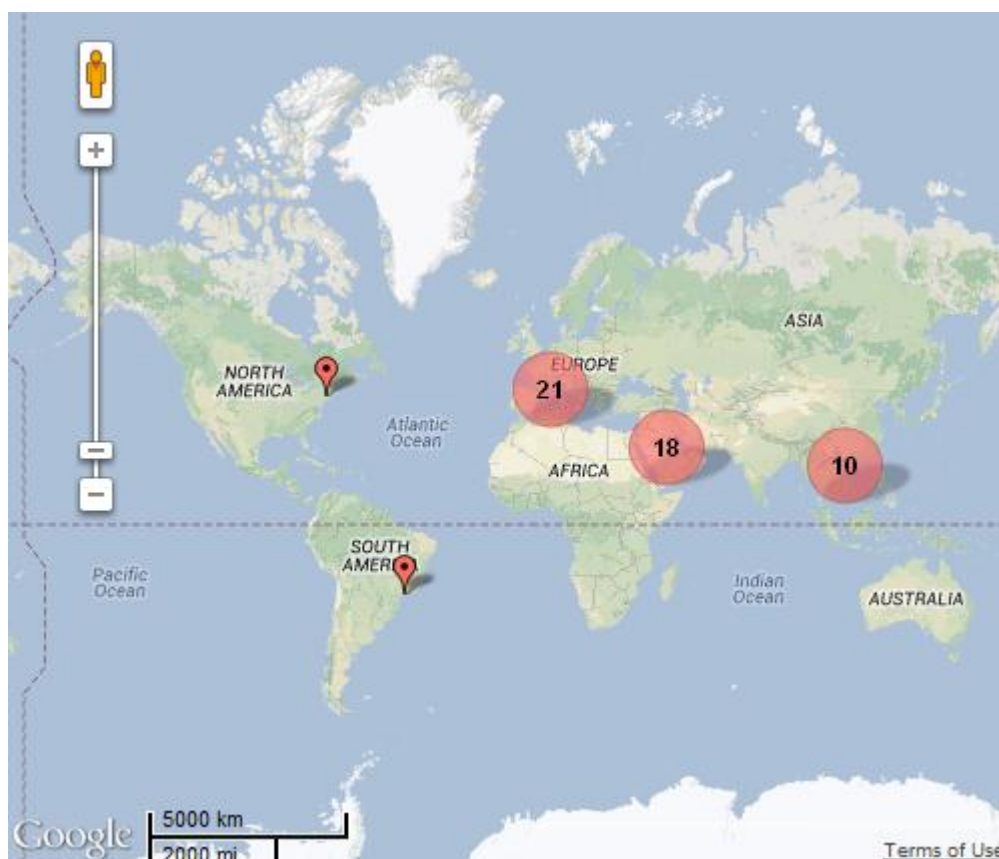 +
ASIA
EUROPE
NORTH
AMERICA
21
Atlantic
Ocean
18
AFRICA
10
SOUTH
AMERICA
Pacific
Ocean
Indian
Ocean
AUSTRALIA
5000 km
Google
2000 mi
Terms of Use